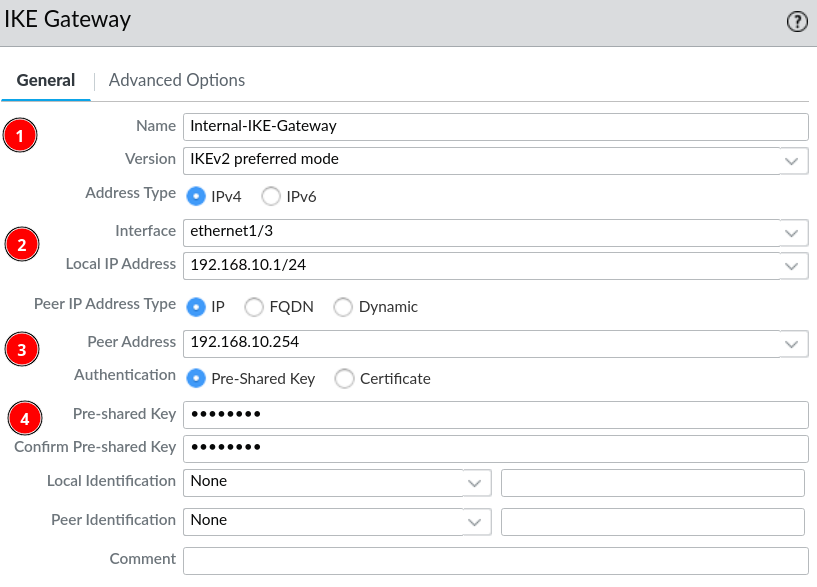 IKE Gateway
?
General Advanced Options
1
Name Internal-IKE-Gateway
Version IKEv2 preferred mode
Address Type IPv4 IPv6
2
Interface ethernet1/3
Local IP Address 192.168.10.1/24
Peer IP Address Type IP FQDN Dynamic
3
Peer Address 192.168.10.254
Authentication Pre-Shared Key Certificate
4
Pre-shared Key ••••••••
Confirm Pre-shared Key ••••••••
Local Identification None
Peer Identification None
Comment